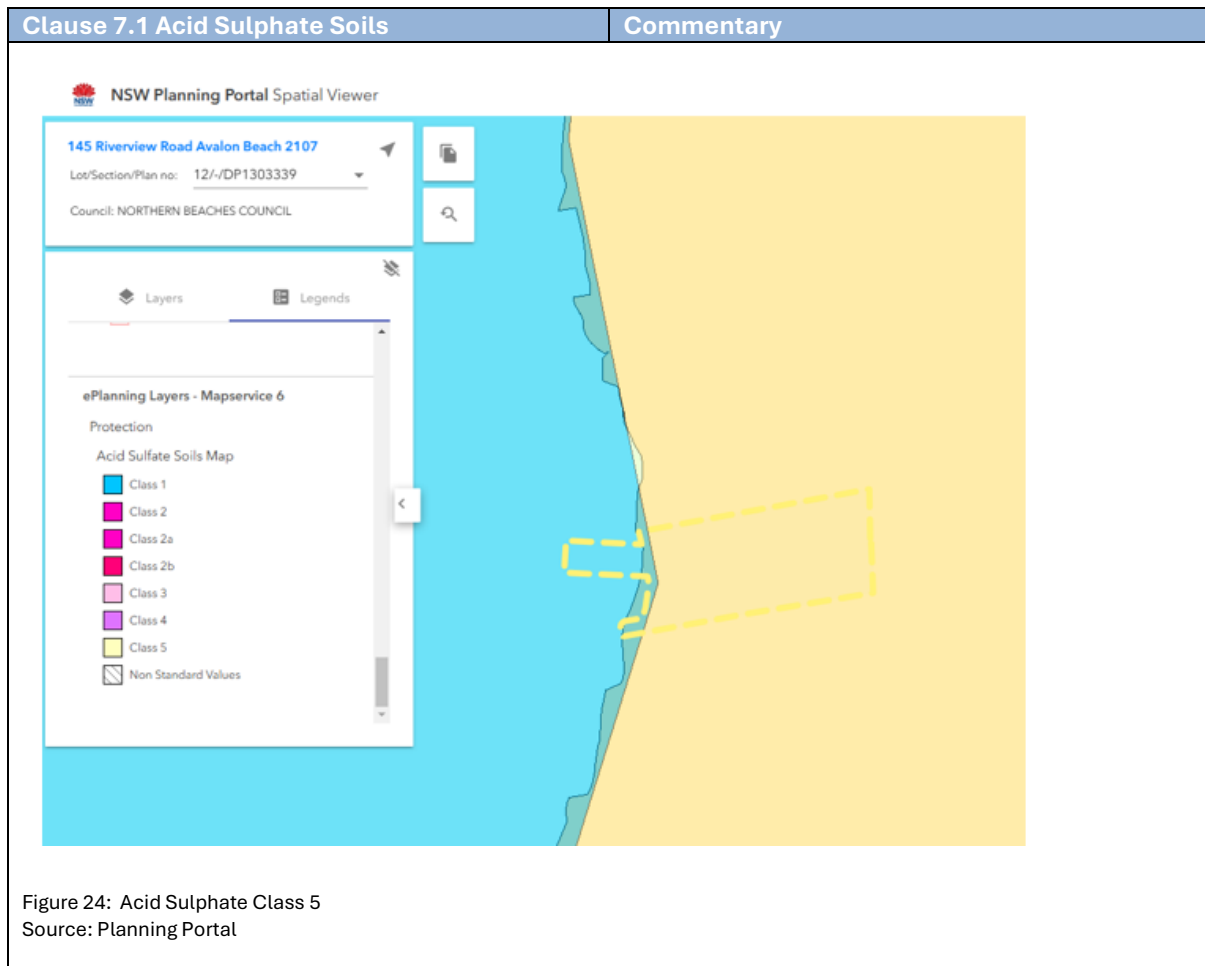 Clause 7.1 Acid Sulphate Soils
Commentary
NSW
NSW Planning Portal Spatial Viewer
145 Riverview Road Avalon Beach 2107
Lot/Section/Plan no: 12/-/DP1303339
Council: NORTHERN BEACHES COUNCIL
Layers
Legends
ePlanning Layers - Mapservice 6
Protection
Acid Sulfate Soils Map
Class 1
Class 2
Class 2a
Class 2b
Class 3
Class 4
Class 5
Non Standard Values
Figure 24: Acid Sulphate Class 5
Source: Planning Portal